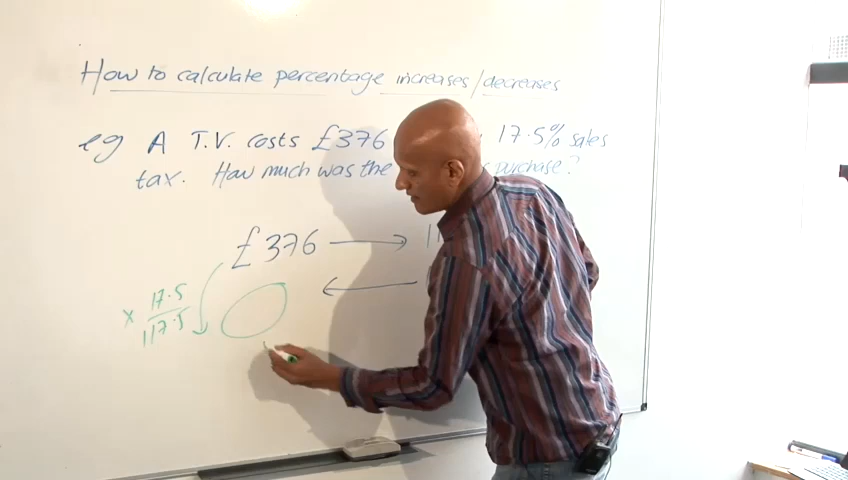 How to calculate percentage increases/decreases
eg A T.V. costs £376 17.5% sales
tax. How much was the purchase?
£376
× 17.5
117.5